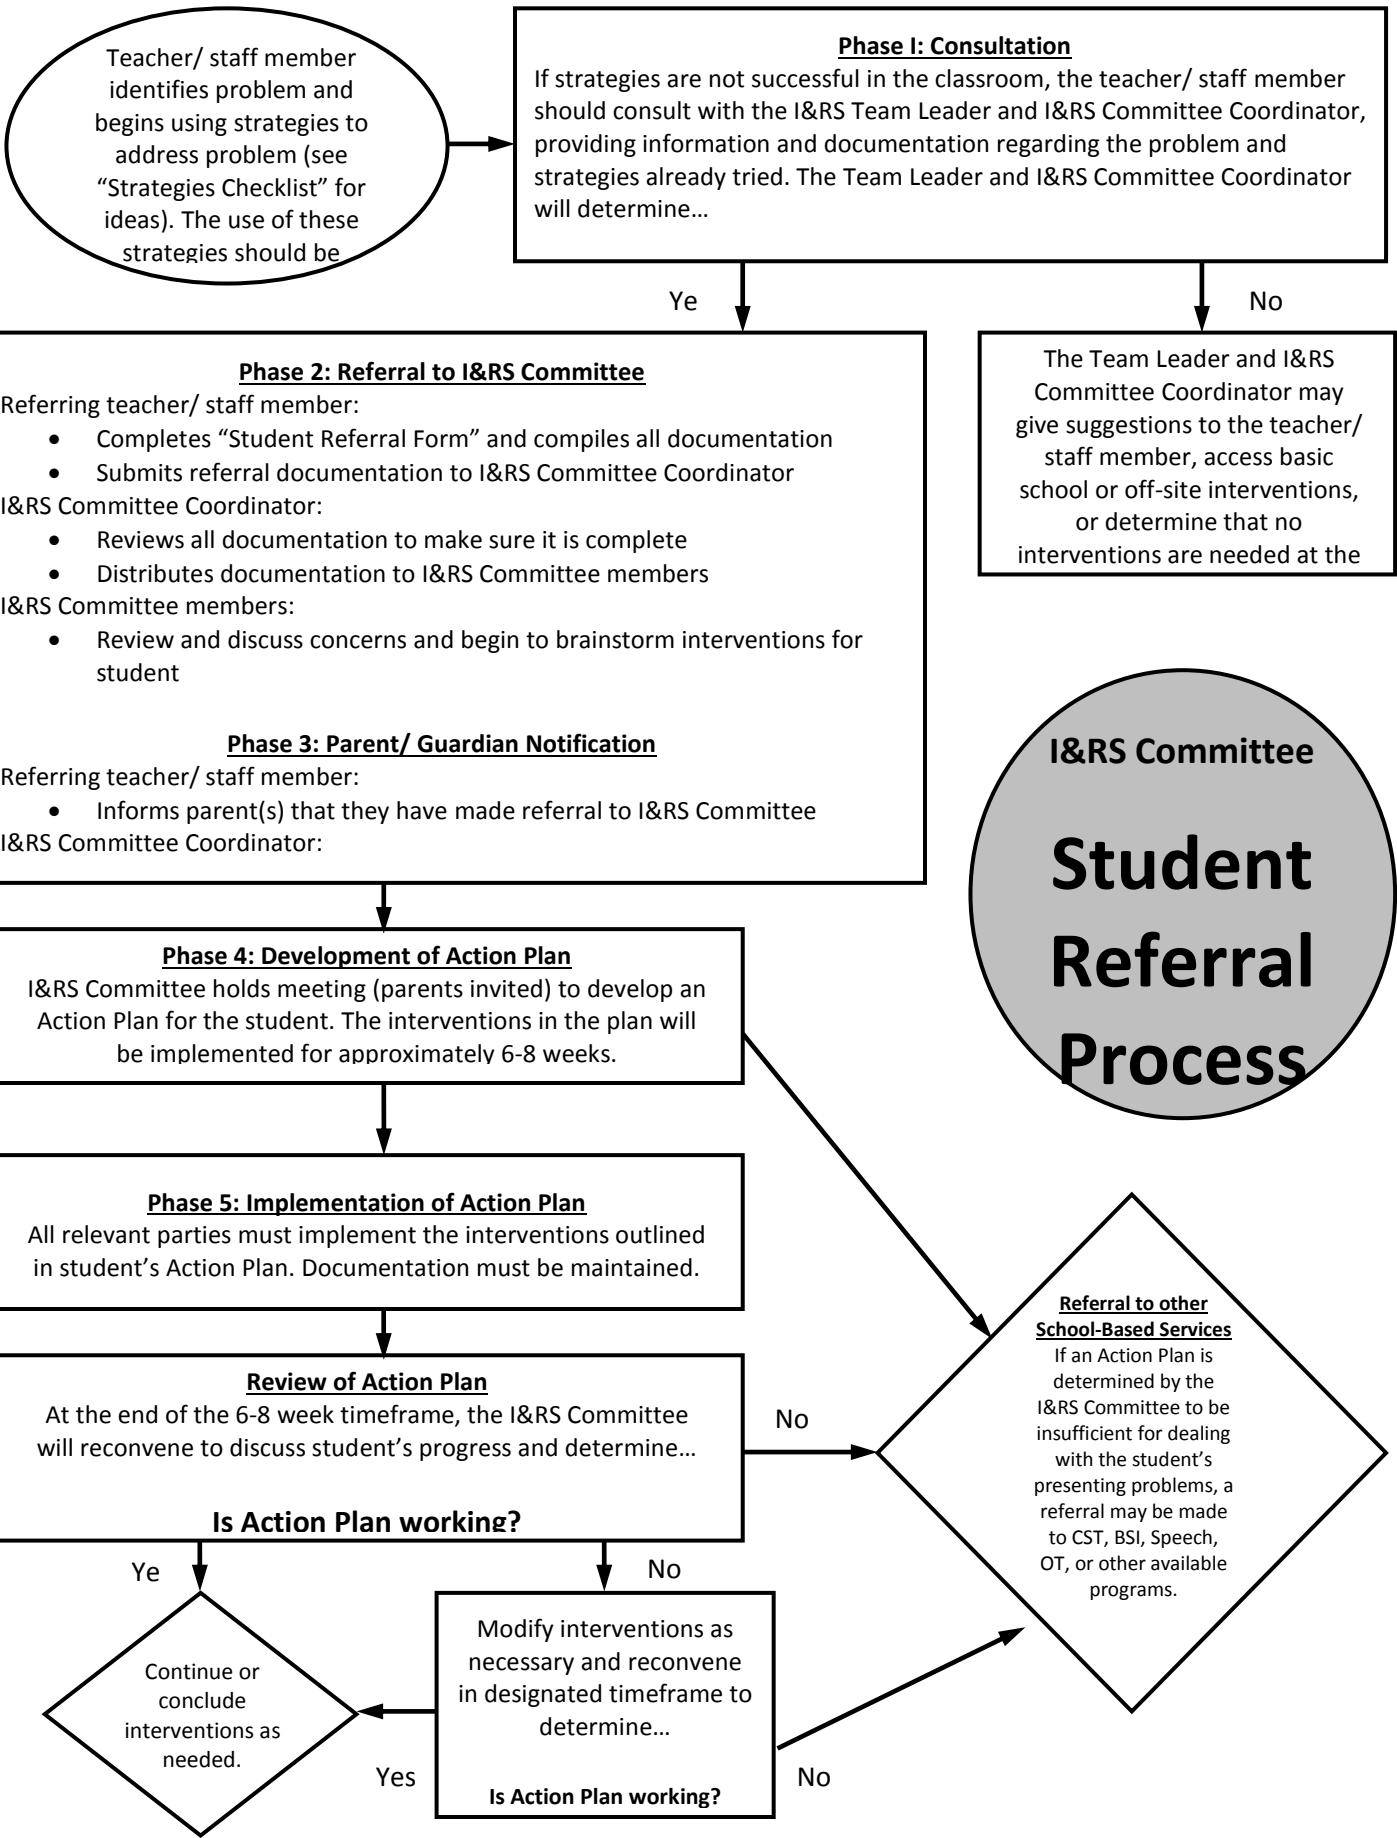 Teacher/ staff member
identifies problem and
begins using strategies to
address problem (see
“Strategies Checklist” for
ideas). The use of these
strategies should be
Phase I: Consultation
If strategies are not successful in the classroom, the teacher/ staff member
should consult with the I&RS Team Leader and I&RS Committee Coordinator,
providing information and documentation regarding the problem and
strategies already tried. The Team Leader and I&RS Committee Coordinator
will determine…
Ye
No
Phase 2: Referral to I&RS Committee
Referring teacher/ staff member:
• Completes “Student Referral Form” and compiles all documentation
• Submits referral documentation to I&RS Committee Coordinator
I&RS Committee Coordinator:
• Reviews all documentation to make sure it is complete
• Distributes documentation to I&RS Committee members
I&RS Committee members:
• Review and discuss concerns and begin to brainstorm interventions for
student
Phase 3: Parent/ Guardian Notification
Referring teacher/ staff member:
• Informs parent(s) that they have made referral to I&RS Committee
I&RS Committee Coordinator:
The Team Leader and I&RS
Committee Coordinator may
give suggestions to the teacher/
staff member, access basic
school or off-site interventions,
or determine that no
interventions are needed at the
I&RS Committee
Student
Referral
Process
Phase 4: Development of Action Plan
I&RS Committee holds meeting (parents invited) to develop an
Action Plan for the student. The interventions in the plan will
be implemented for approximately 6-8 weeks.
Phase 5: Implementation of Action Plan
All relevant parties must implement the interventions outlined
in student’s Action Plan. Documentation must be maintained.
Review of Action Plan
At the end of the 6-8 week timeframe, the I&RS Committee
will reconvene to discuss student’s progress and determine…
Is Action Plan working?
No
Referral to other
School-Based Services
If an Action Plan is
determined by the
I&RS Committee to be
insufficient for dealing
with the student’s
presenting problems, a
referral may be made
to CST, BSI, Speech,
OT, or other available
programs.
Ye
No
Continue or
conclude
interventions as
needed.
Yes
Modify interventions as
necessary and reconvene
in designated timeframe to
determine…
Is Action Plan working?
No